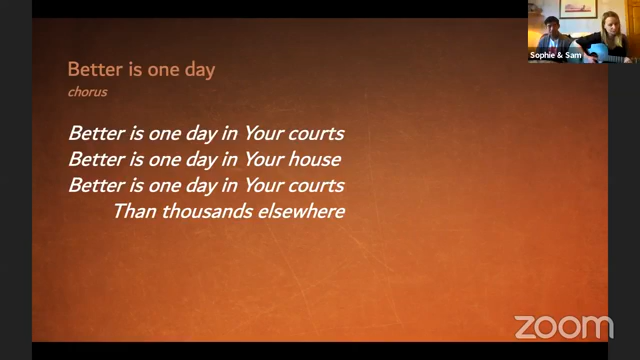 Better is one day
chorus
Better is one day in Your courts
Better is one day in Your house
Better is one day in Your courts
Than thousands elsewhere
Sophie & Sam
zoom